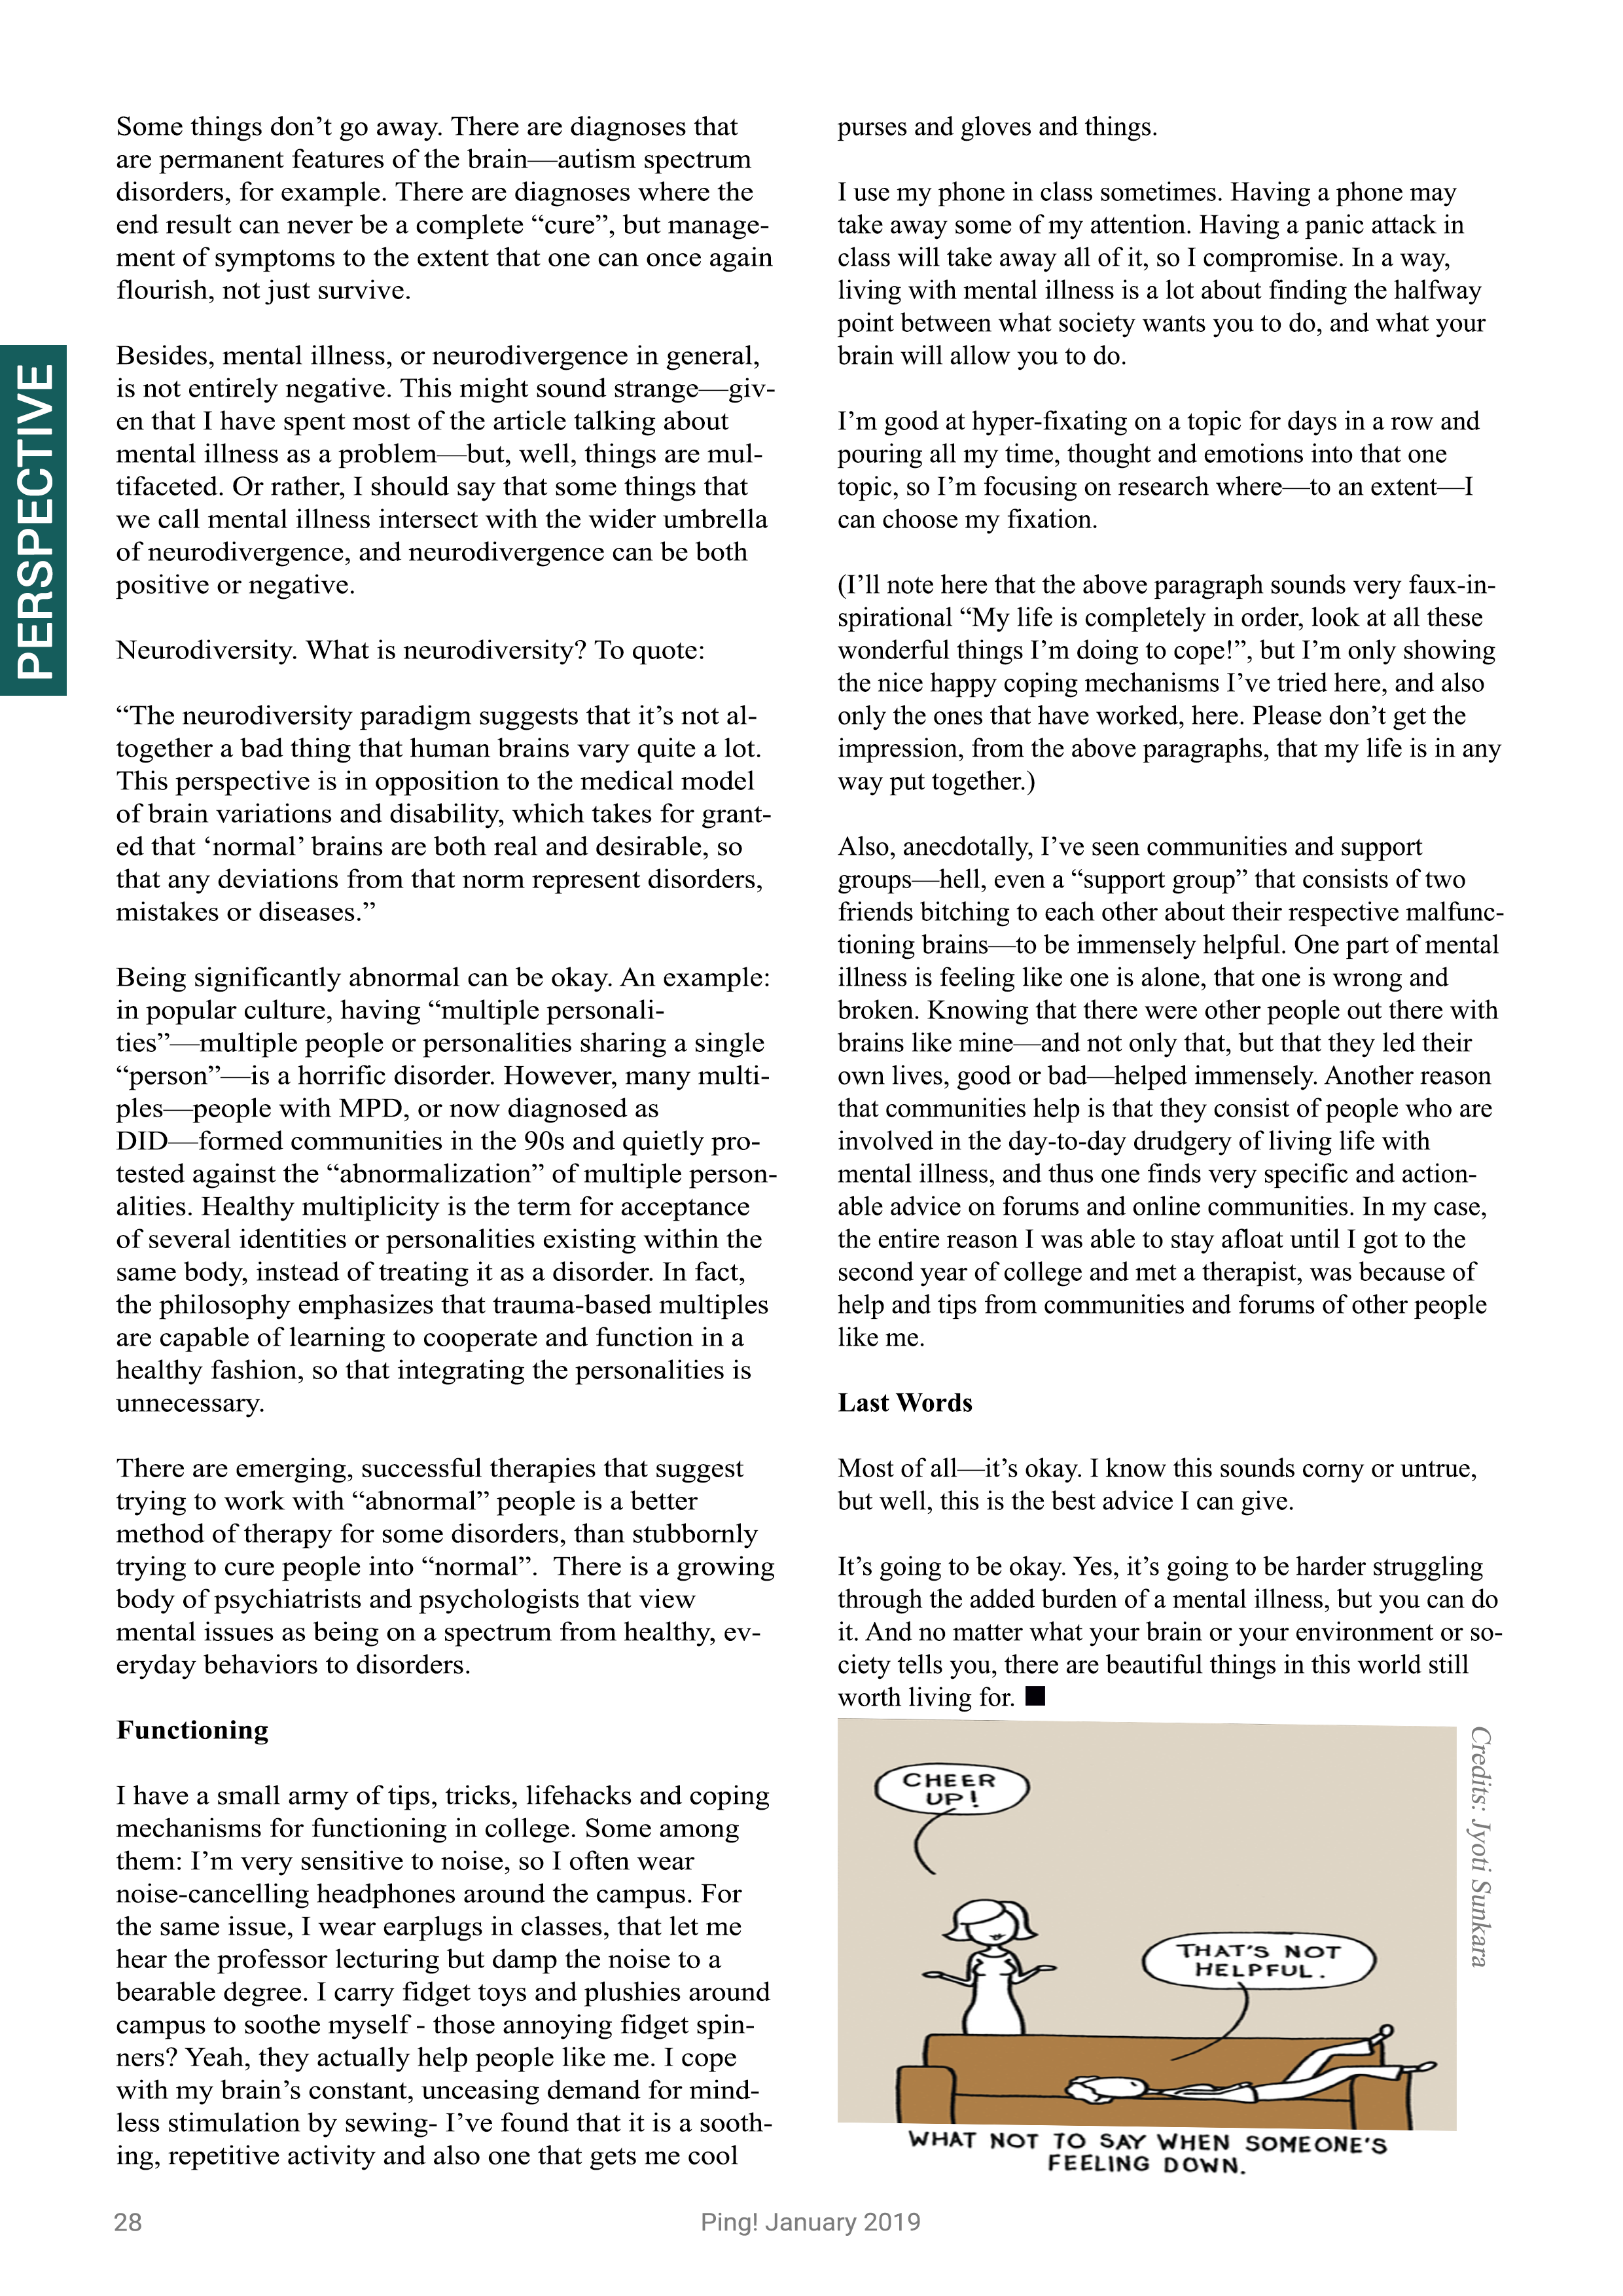 PERSPECTIVE
Some things don’t go away. There are diagnoses that
are permanent features of the brain—autism spectrum
disorders, for example. There are diagnoses where the
end result can never be a complete “cure”, but manage-
ment of symptoms to the extent that one can once again
flourish, not just survive.
Besides, mental illness, or neurodivergence in general,
is not entirely negative. This might sound strange—giv-
en that I have spent most of the article talking about
mental illness as a problem—but, well, things are mul-
tifaceted. Or rather, I should say that some things that
we call mental illness intersect with the wider umbrella
of neurodivergence, and neurodivergence can be both
positive or negative.
Neurodiversity. What is neurodiversity? To quote:
“The neurodiversity paradigm suggests that it’s not al-
together a bad thing that human brains vary quite a lot.
This perspective is in opposition to the medical model
of brain variations and disability, which takes for grant-
ed that ‘normal’ brains are both real and desirable, so
that any deviations from that norm represent disorders,
mistakes or diseases.”
Being significantly abnormal can be okay. An example:
in popular culture, having “multiple personali-
ties”—multiple people or personalities sharing a single
“person”—is a horrific disorder. However, many multi-
ples—people with MPD, or now diagnosed as
DID—formed communities in the 90s and quietly pro-
tested against the “abnormalization” of multiple person-
alities. Healthy multiplicity is the term for acceptance
of several identities or personalities existing within the
same body, instead of treating it as a disorder. In fact,
the philosophy emphasizes that trauma-based multiples
are capable of learning to cooperate and function in a
healthy fashion, so that integrating the personalities is
unnecessary.
There are emerging, successful therapies that suggest
trying to work with “abnormal” people is a better
method of therapy for some disorders, than stubbornly
trying to cure people into “normal”.  There is a growing
body of psychiatrists and psychologists that view
mental issues as being on a spectrum from healthy, ev-
eryday behaviors to disorders.
Functioning
I have a small army of tips, tricks, lifehacks and coping
mechanisms for functioning in college. Some among
them: I’m very sensitive to noise, so I often wear
noise-cancelling headphones around the campus. For
the same issue, I wear earplugs in classes, that let me
hear the professor lecturing but damp the noise to a
bearable degree. I carry fidget toys and plushies around
campus to soothe myself - those annoying fidget spin-
ners? Yeah, they actually help people like me. I cope
with my brain’s constant, unceasing demand for mind-
less stimulation by sewing- I’ve found that it is a sooth-
ing, repetitive activity and also one that gets me cool
purses and gloves and things.
I use my phone in class sometimes. Having a phone may
take away some of my attention. Having a panic attack in
class will take away all of it, so I compromise. In a way,
living with mental illness is a lot about finding the halfway
point between what society wants you to do, and what your
brain will allow you to do.
I’m good at hyper-fixating on a topic for days in a row and
pouring all my time, thought and emotions into that one
topic, so I’m focusing on research where—to an extent—I
can choose my fixation.
(I’ll note here that the above paragraph sounds very faux-in-
spirational “My life is completely in order, look at all these
wonderful things I’m doing to cope!”, but I’m only showing
the nice happy coping mechanisms I’ve tried here, and also
only the ones that have worked, here. Please don’t get the
impression, from the above paragraphs, that my life is in any
way put together.)
Also, anecdotally, I’ve seen communities and support
groups—hell, even a “support group” that consists of two
friends bitching to each other about their respective malfunc-
tioning brains—to be immensely helpful. One part of mental
illness is feeling like one is alone, that one is wrong and
broken. Knowing that there were other people out there with
brains like mine—and not only that, but that they led their
own lives, good or bad—helped immensely. Another reason
that communities help is that they consist of people who are
involved in the day-to-day drudgery of living life with
mental illness, and thus one finds very specific and action-
able advice on forums and online communities. In my case,
the entire reason I was able to stay afloat until I got to the
second year of college and met a therapist, was because of
help and tips from communities and forums of other people
like me.
Last Words
Most of all—it’s okay. I know this sounds corny or untrue,
but well, this is the best advice I can give.
It’s going to be okay. Yes, it’s going to be harder struggling
through the added burden of a mental illness, but you can do
it. And no matter what your brain or your environment or so-
ciety tells you, there are beautiful things in this world still
worth living for. ■
CHEER
UP!
THAT'S NOT
HELPFUL.
WHAT NOT TO SAY WHEN SOMEONE'S
FEELING DOWN.
Credits: Jyoti Sunkara
28
Ping! January 2019